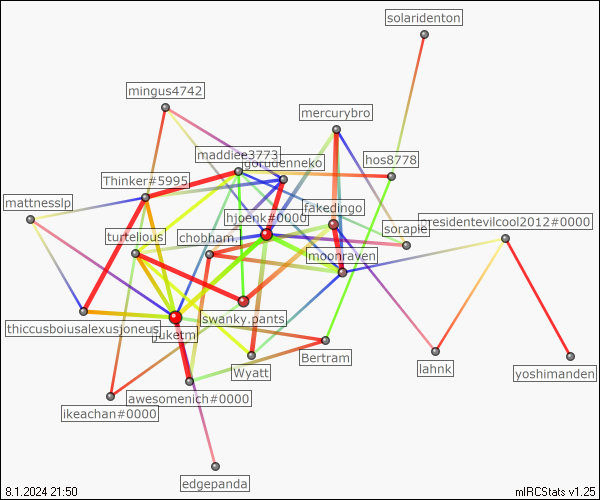 solaridenton
mingus4742
mercurybro
maddiee3773
gorudenneko
hos8778
Thinker#5995
mattnesslp
fakedingo
hjoenk#0000
presidentevilcool2012#0000
sorapie
turtelious
chobham
moonraven
swanky.pants
thiccusboiusalexusjoneus
juketm
Bertram
Wyatt
lahnk
yoshimanden
awesomenich#0000
ikeachan#0000
edgepanda
8.1.2024 21:50
mIRCStats v1.25